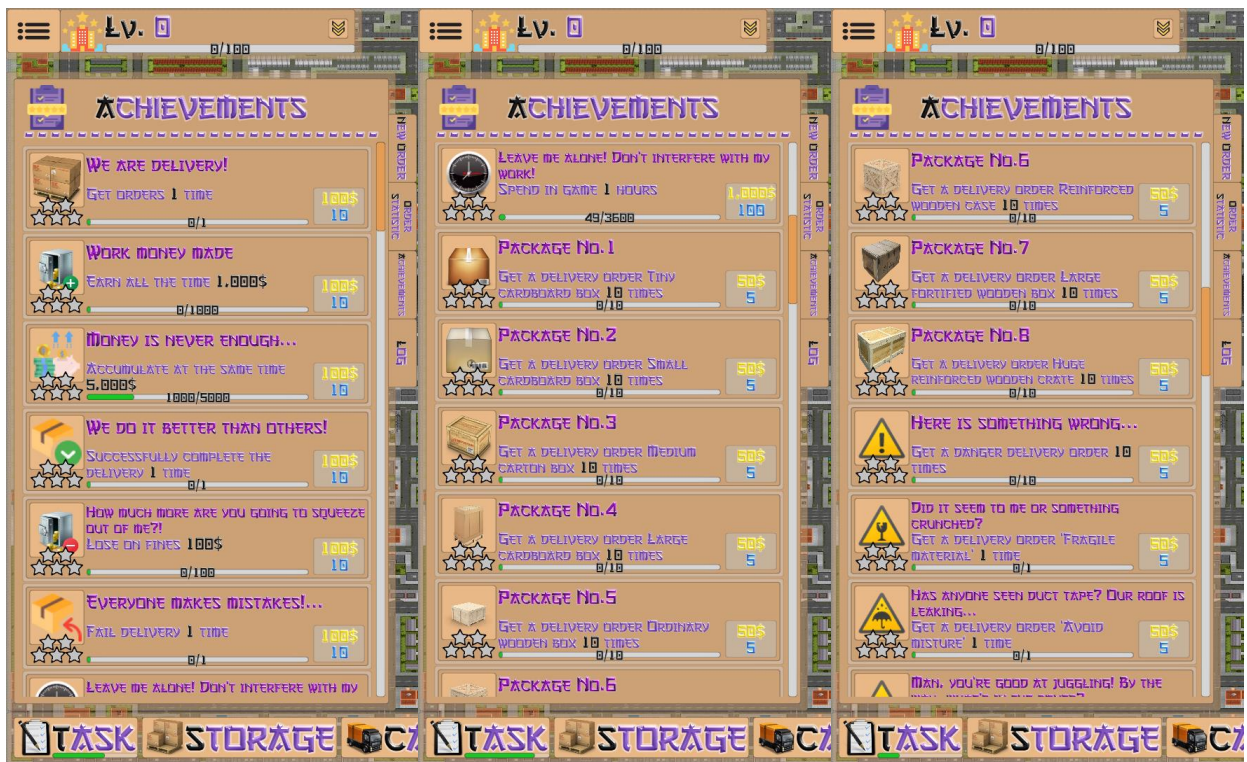 Lv. 0
0/100
ACHIEVEMENTS
WE ARE DELIVERY!
GET ORDERS 1 TIME
100$
10
0/1
WORK MONEY MADE
EARN ALL THE TIME 1,000$
100$
10
0/1000
MONEY IS NEVER ENOUGH...
ACCUMULATE AT THE SAME TIME
5,000$
100$
10
1000/5000
WE DO IT BETTER THAN OTHERS!
SUCCESSFULLY COMPLETE THE
DELIVERY 1 TIME
100$
10
0/1
HOW MUCH MORE ARE YOU GOING TO SQUEEZE
OUT OF ME?!
LOSE ON FINES 100$
100$
10
0/100
EVERYONE MAKES MISTAKES!...
FAIL DELIVERY 1 TIME
100$
10
0/1
LEAVE ME ALONE! DON'T INTERFERE WITH MY
NEW ORDER
ORDER
STATISTIC
ACHIEVEMENTS
LOG
TASK
STORAGE
CA
Lv. 0
0/100
ACHIEVEMENTS
LEAVE ME ALONE! DON'T INTERFERE WITH MY
WORK!
SPEND IN GAME 1 HOURS
1,000$
100
49/3600
PACKAGE NO.1
GET A DELIVERY ORDER TINY
CARDBOARD BOX 10 TIMES
50$
5
0/10
PACKAGE NO.2
GET A DELIVERY ORDER SMALL
CARDBOARD BOX 10 TIMES
50$
5
0/10
PACKAGE NO.3
GET A DELIVERY ORDER MEDIUM
CARTON BOX 10 TIMES
50$
5
0/10
PACKAGE NO.4
GET A DELIVERY ORDER LARGE
CARDBOARD BOX 10 TIMES
50$
5
0/10
PACKAGE NO.5
GET A DELIVERY ORDER ORDINARY
WOODEN BOX 10 TIMES
50$
5
0/10
PACKAGE NO.6
NEW ORDER
ORDER
STATISTIC
ACHIEVEMENTS
LOG
TASK
STORAGE
CA
Lv. 0
0/100
ACHIEVEMENTS
PACKAGE NO.6
GET A DELIVERY ORDER REINFORCED
WOODEN CASE 10 TIMES
50$
5
0/10
PACKAGE NO.7
GET A DELIVERY ORDER LARGE
FORTIFIED WOODEN BOX 10 TIMES
50$
5
0/10
PACKAGE NO.8
GET A DELIVERY ORDER HUGE
REINFORCED WOODEN CRATE 10 TIMES
50$
5
0/10
HERE IS SOMETHING WRONG...
GET A DANGER DELIVERY ORDER 10
TIMES
50$
5
0/10
DID IT SEEM TO ME OR SOMETHING
CRUNCHED?
GET A DELIVERY ORDER 'FRAGILE
MATERIAL' 1 TIME
50$
5
0/1
HAS ANYONE SEEN DUCT TAPE? OUR ROOF IS
LEAKING...
GET A DELIVERY ORDER 'AVOID
MISTURE' 1 TIME
50$
5
0/1
MAN, YOU'RE GOOD AT JUGGLING! BY THE
NEW ORDER
ORDER
STATISTIC
ACHIEVEMENTS
LOG
TASK
STORAGE
CA